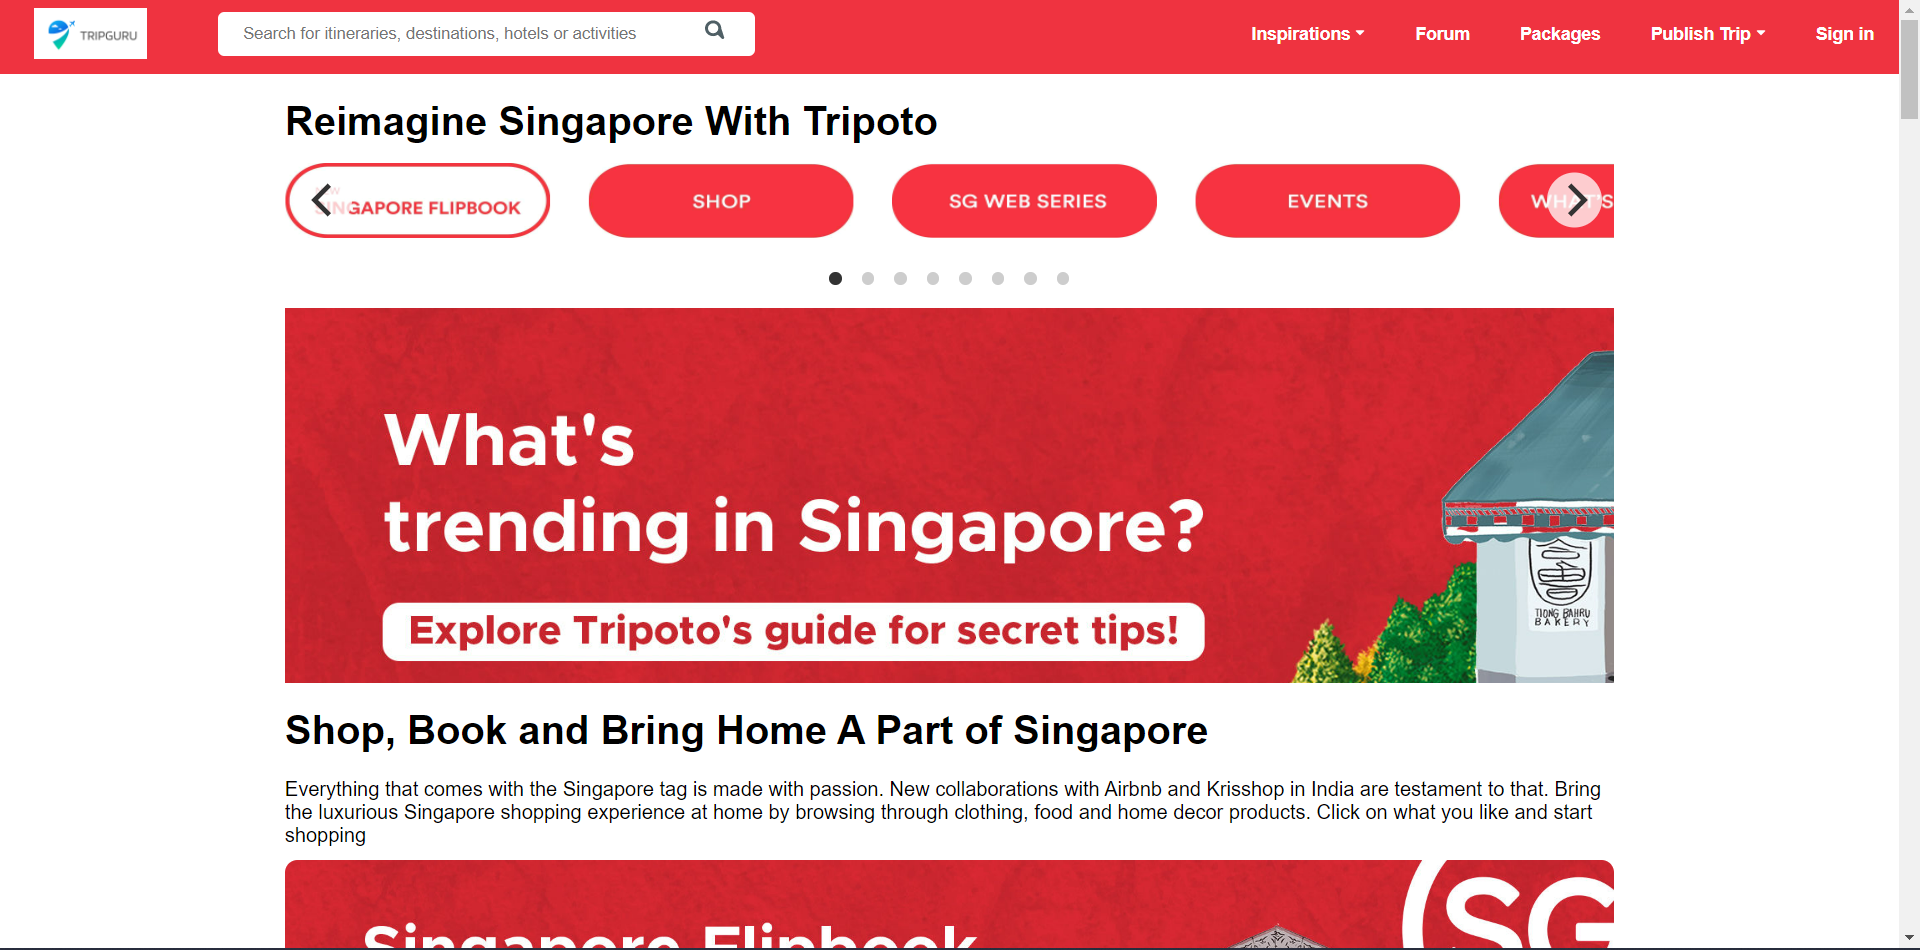 TRIPGURU
Search for itineraries, destinations, hotels or activities
Inspirations
Forum
Packages
Publish Trip
Sign in
Reimagine Singapore With Tripoto
SINGAPORE FLIPBOOK
SHOP
SG WEB SERIES
EVENTS
WHAT'S
What's
trending in Singapore?
Explore Tripoto's guide for secret tips!
TIONG BAHRU
BAKERY
Shop, Book and Bring Home A Part of Singapore
Everything that comes with the Singapore tag is made with passion. New collaborations with Airbnb and Krisshop in India are testament to that. Bring
the luxurious Singapore shopping experience at home by browsing through clothing, food and home decor products. Click on what you like and start
shopping
SG
Singapore Flipbook